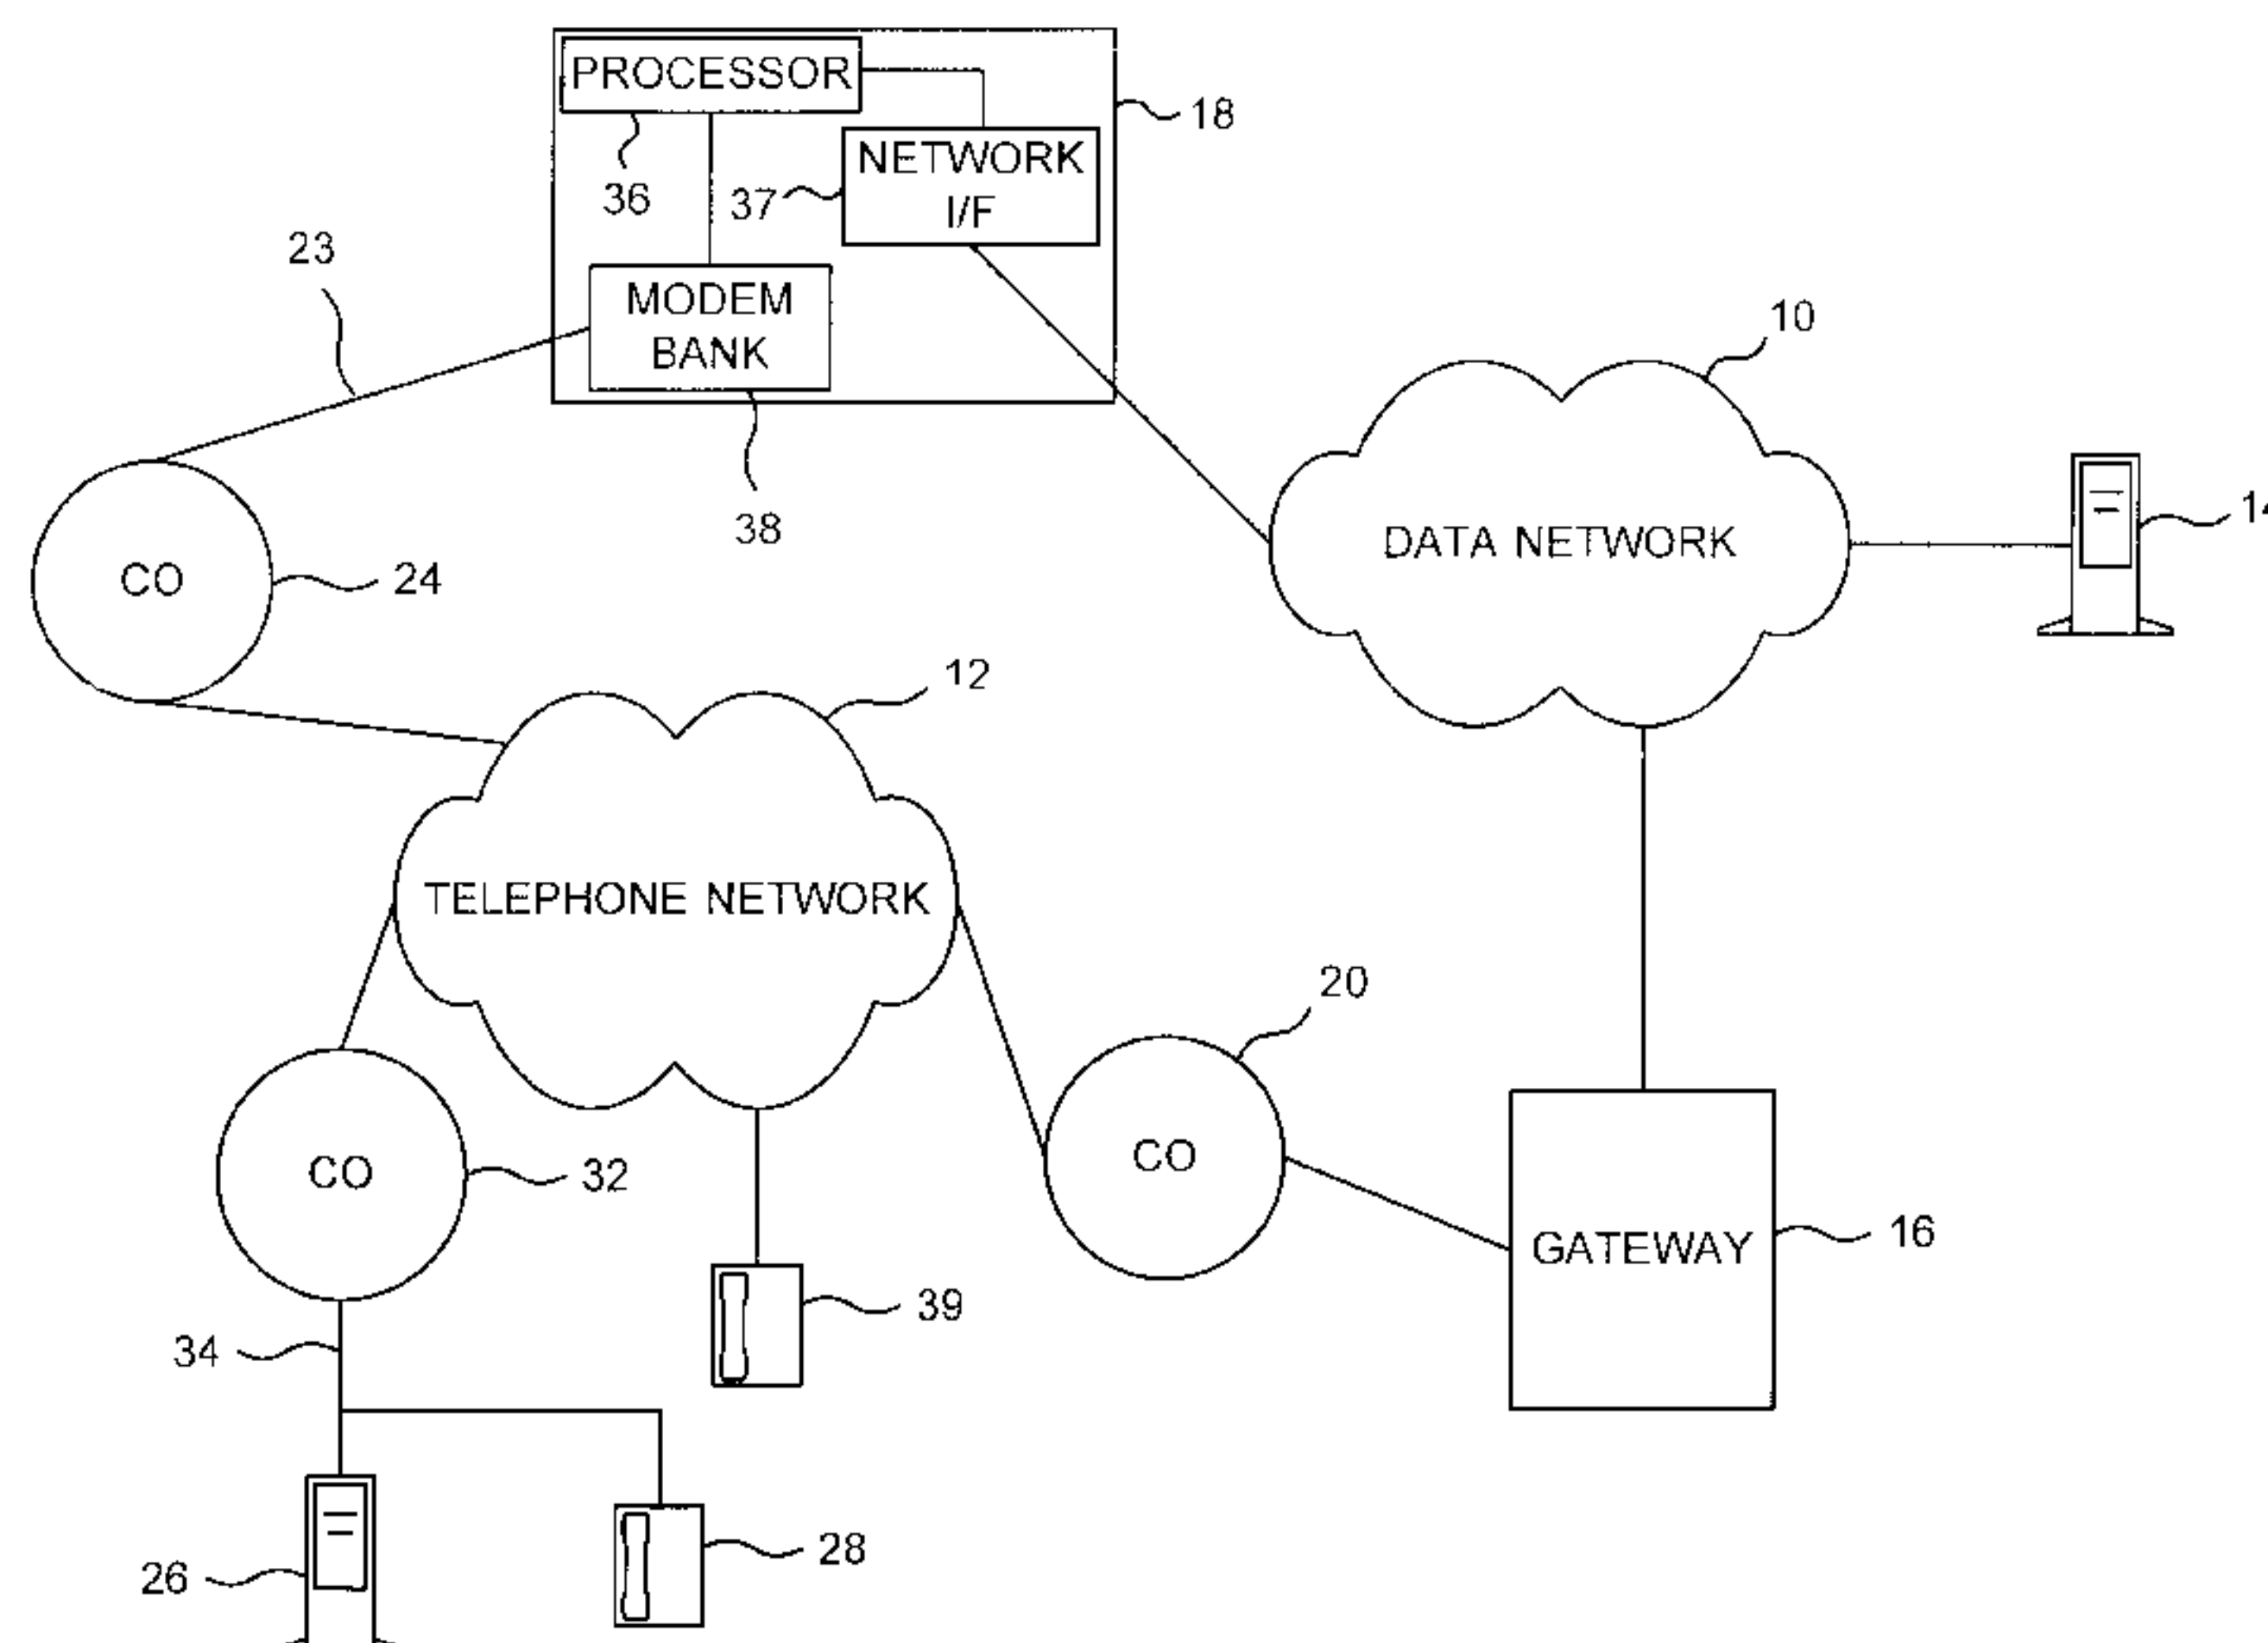 PROCESSOR
18
NETWORK
I/F
36
37
23
MODEM
BANK
10
38
DATA NETWORK
CO
24
12
TELEPHONE NETWORK
20
CO
CO
32
GATEWAY
16
39
34
28
26